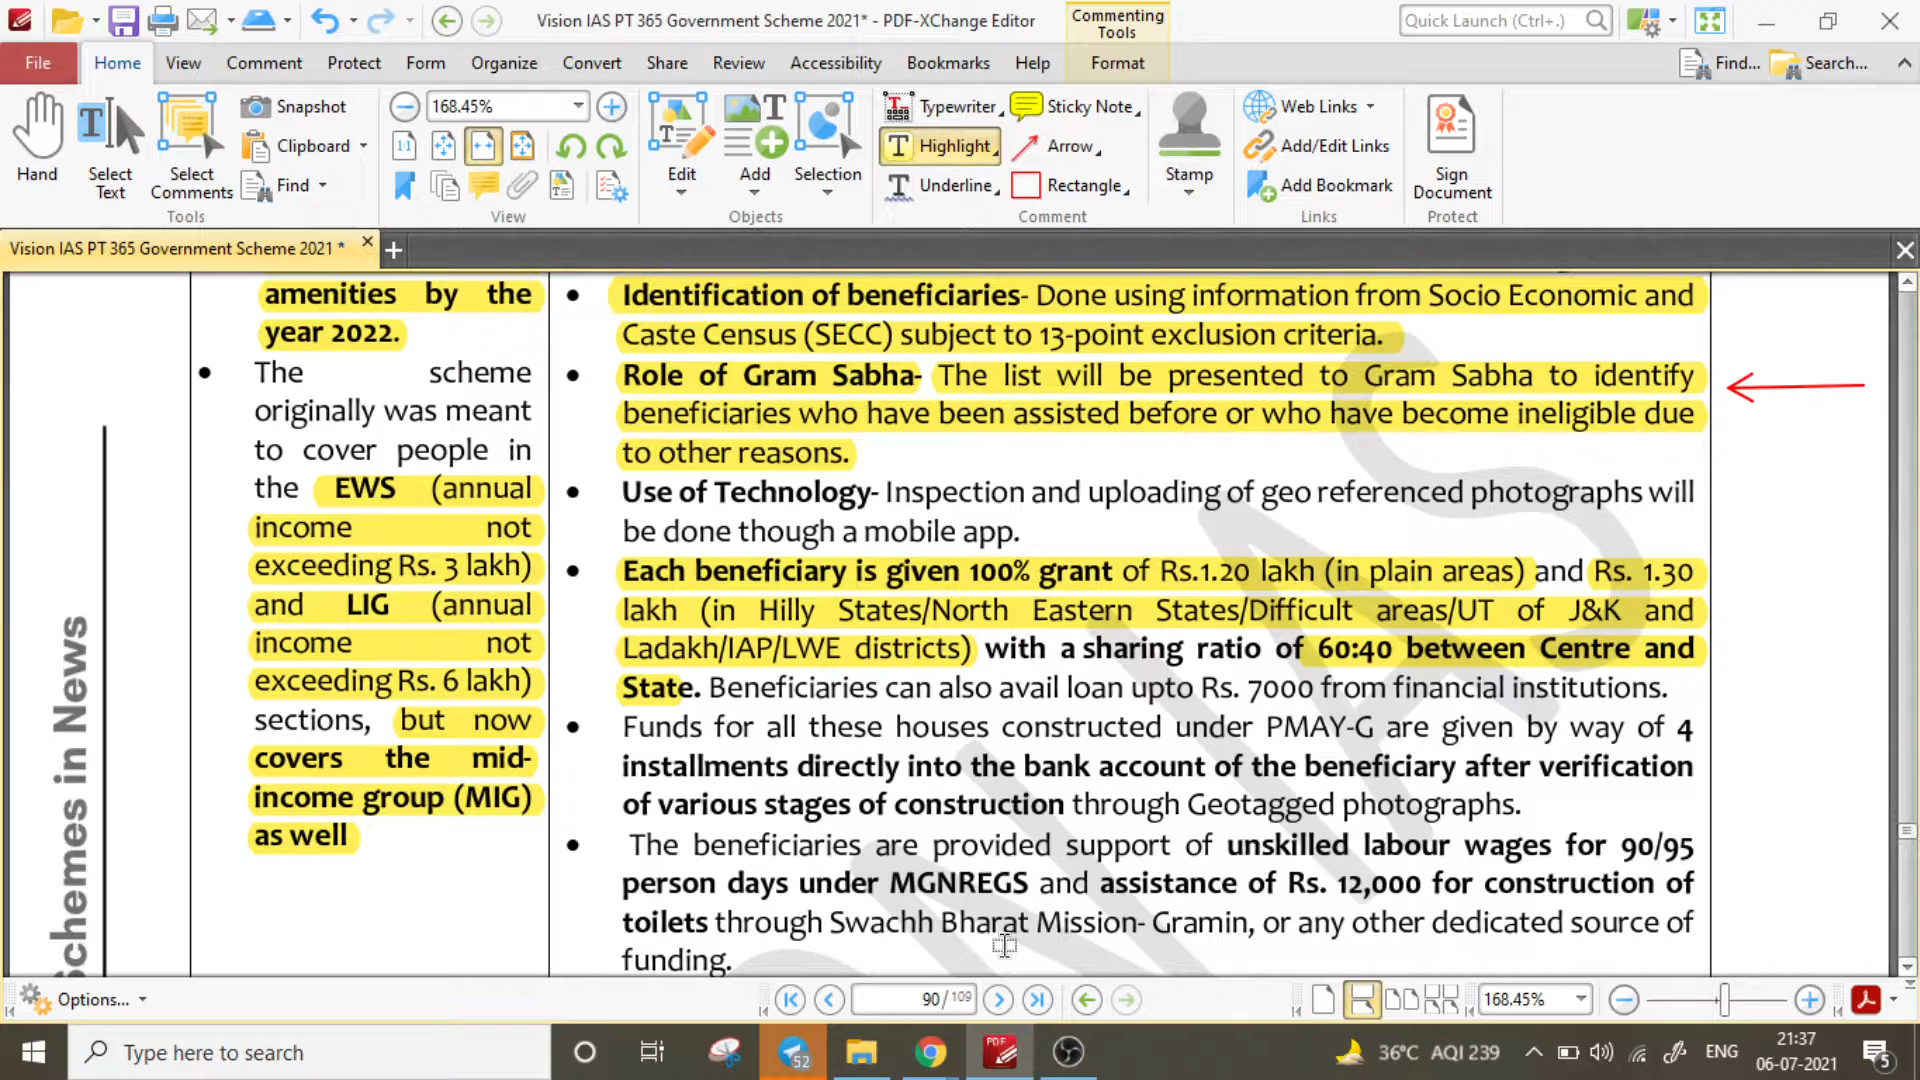 Vision IAS PT 365 Government Scheme 2021* - PDF-XChange Editor
Commenting Tools
Quick Launch (Ctrl+.)
File Home View Comment Protect Form Organize Convert Share Review Accessibility Bookmarks Help Format Find... Search...
Hand
Select Text
Select Comments
Snapshot
Clipboard
Find
Tools
168.45%
1:1
View
Edit
Add
Selection
Objects
Typewriter
Highlight
Underline
Sticky Note
Arrow
Rectangle
Stamp
Comment
Web Links
Add/Edit Links
Add Bookmark
Links
Sign Document
Protect
Vision IAS PT 365 Government Scheme 2021 *
Schemes in News
amenities by the
year 2022.
• The scheme
originally was meant
to cover people in
the EWS (annual
income not
exceeding Rs. 3 lakh)
and LIG (annual
income not
exceeding Rs. 6 lakh)
sections, but now
covers the mid-
income group (MIG)
as well
• Identification of beneficiaries- Done using information from Socio Economic and
Caste Census (SECC) subject to 13-point exclusion criteria.
• Role of Gram Sabha- The list will be presented to Gram Sabha to identify
beneficiaries who have been assisted before or who have become ineligible due
to other reasons.
• Use of Technology- Inspection and uploading of geo referenced photographs will
be done though a mobile app.
• Each beneficiary is given 100% grant of Rs.1.20 lakh (in plain areas) and Rs. 1.30
lakh (in Hilly States/North Eastern States/Difficult areas/UT of J&K and
Ladakh/IAP/LWE districts) with a sharing ratio of 60:40 between Centre and
State. Beneficiaries can also avail loan upto Rs. 7000 from financial institutions.
• Funds for all these houses constructed under PMAY-G are given by way of 4
installments directly into the bank account of the beneficiary after verification
of various stages of construction through Geotagged photographs.
• The beneficiaries are provided support of unskilled labour wages for 90/95
person days under MGNREGS and assistance of Rs. 12,000 for construction of
toilets through Swachh Bharat Mission- Gramin, or any other dedicated source of
funding.
Options...
90 / 109
168.45%
Type here to search
52
PDF
36°C AQI 239
ENG
21:37
06-07-2021
5